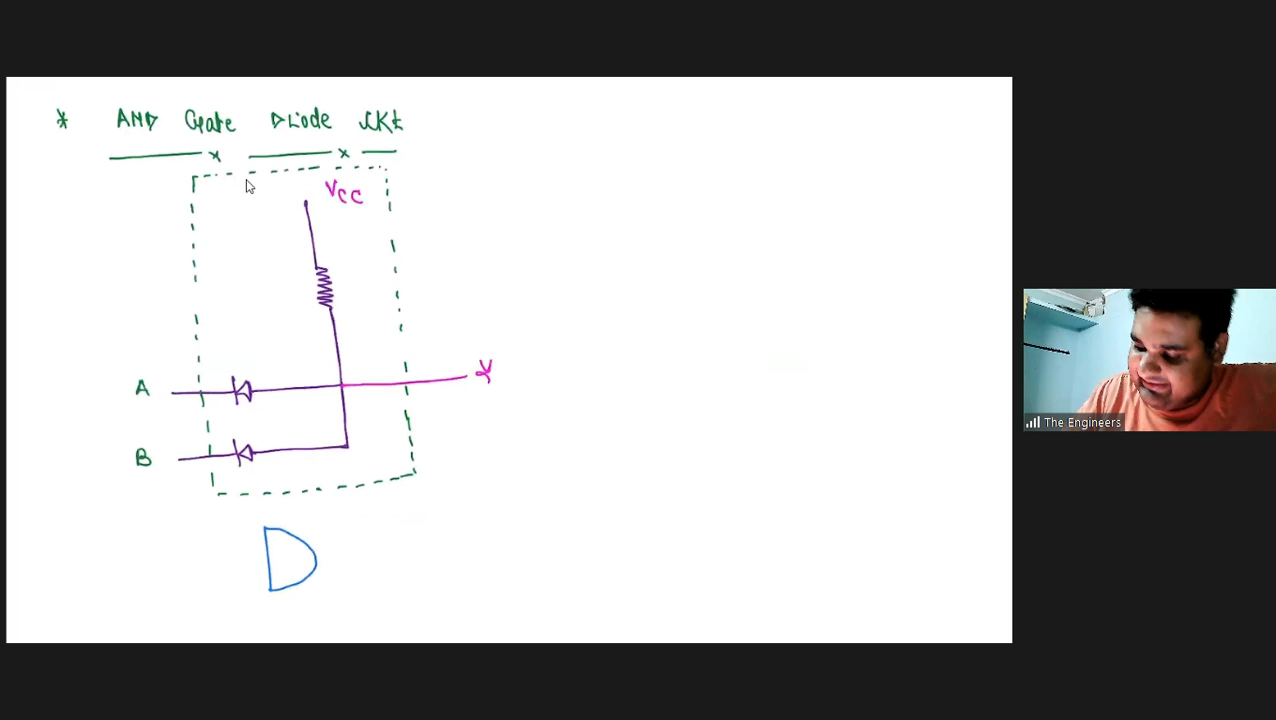 * AND Gate Diode CKt
VCC
A
Y
B
The Engineers